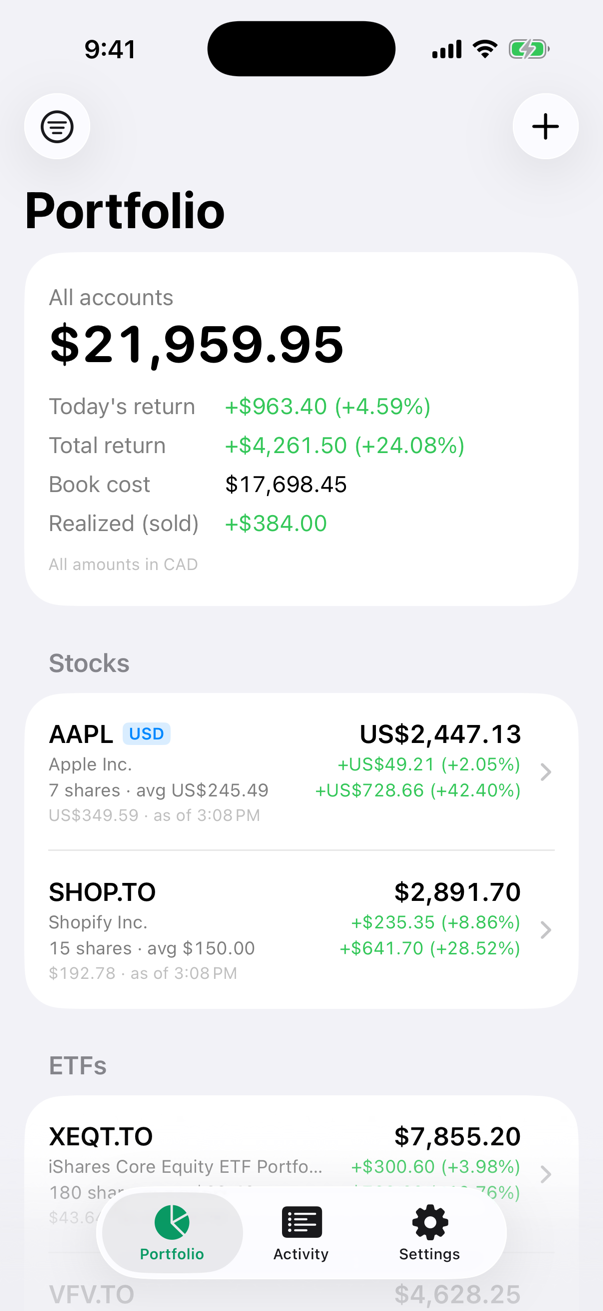 9:41
Portfolio
All accounts
$21,959.95
Today's return +$963.40 (+4.59%)
Total return +$4,261.50 (+24.08%)
Book cost $17,698.45
Realized (sold) +$384.00
All amounts in CAD
Stocks
AAPL USD US$2,447.13
Apple Inc. +US$49.21 (+2.05%)
7 shares · avg US$245.49 +US$728.66 (+42.40%)
US$349.59 · as of 3:08 PM
SHOP.TO $2,891.70
Shopify Inc. +$235.35 (+8.86%)
15 shares · avg $150.00 +$641.70 (+28.52%)
$192.78 · as of 3:08 PM
ETFs
XEQT.TO $7,855.20
iShares Core Equity ETF Portfo... +$300.60 (+3.98%)
180
Portfolio Activity Settings
VFV.TO $4,628.25